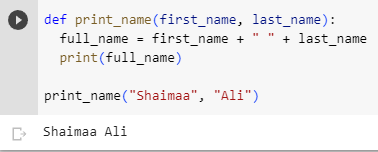 def print_name(first_name, last_name):
  full_name = first_name + " " + last_name
  print(full_name)

print_name("Shaimaa", "Ali")
Shaimaa Ali